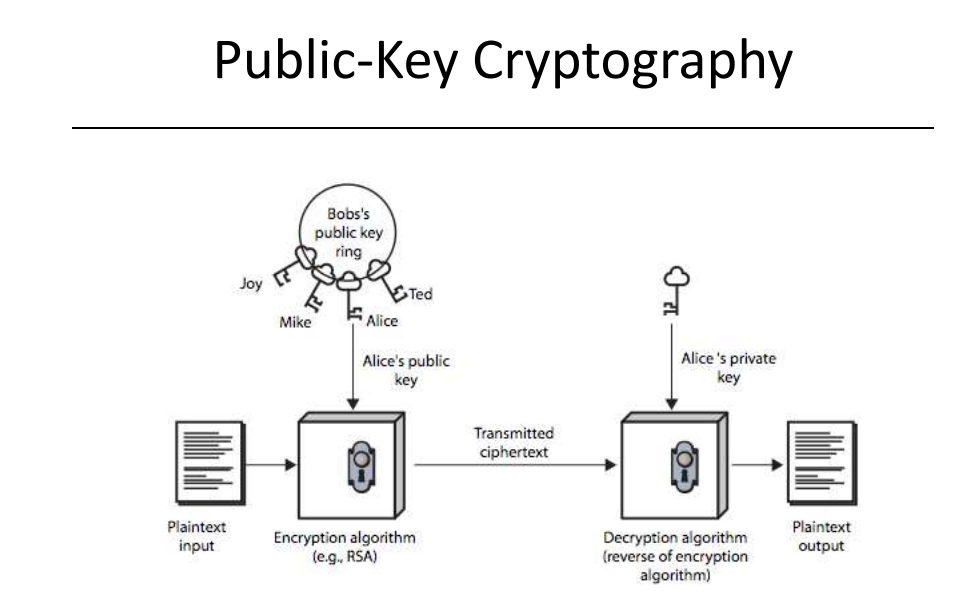 Public-Key Cryptography
Bobs's
public key
ring
Joy
Mike
Alice
Ted
Alice's public
key
Alice 's private
key
Transmitted
ciphertext
Plaintext
input
Encryption algorithm
(e.g., RSA)
Decryption algorithm
(reverse of encryption
algorithm)
Plaintext
output